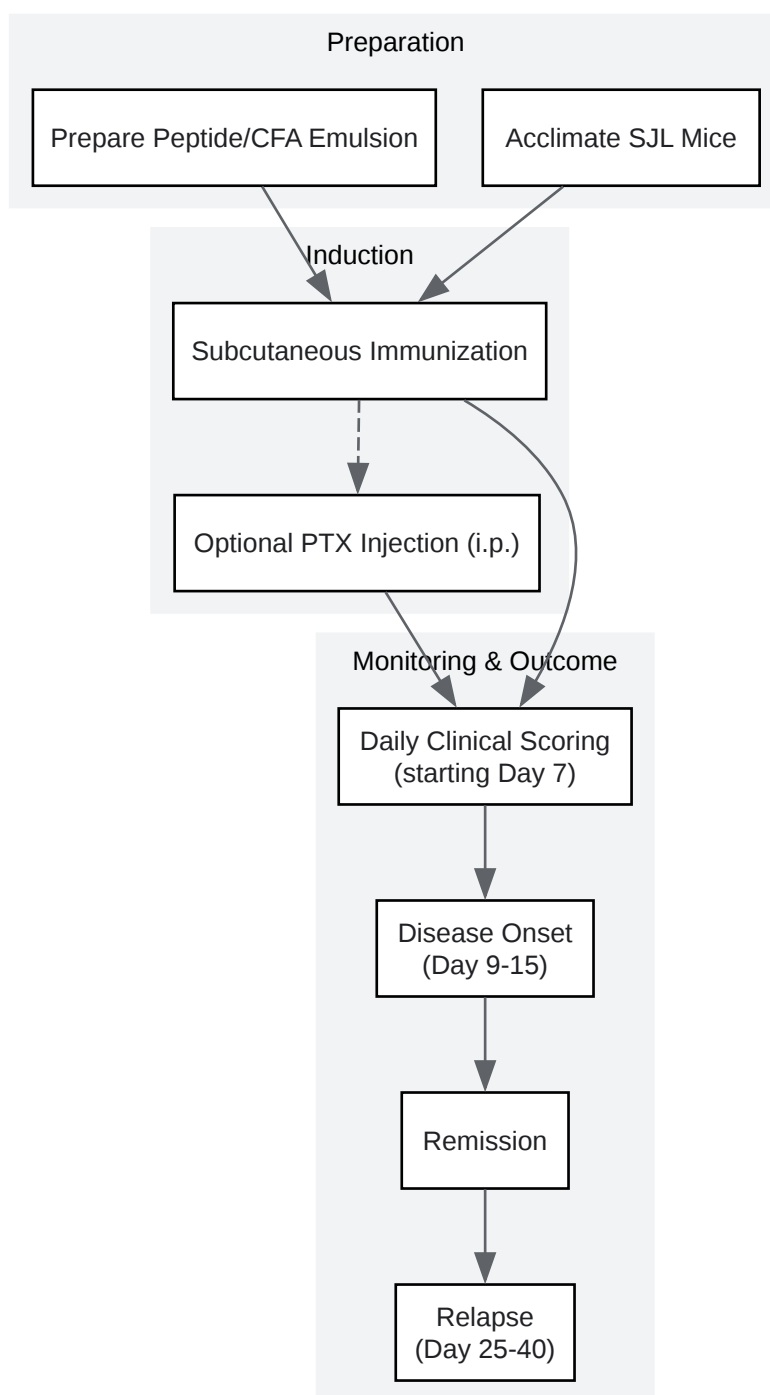 Preparation
Prepare Peptide/CFA Emulsion
Acclimate SJL Mice
Induction
Subcutaneous Immunization
Optional PTX Injection (i.p.)
Monitoring & Outcome
Daily Clinical Scoring
(starting Day 7)
Disease Onset
(Day 9-15)
Remission
Relapse
(Day 25-40)